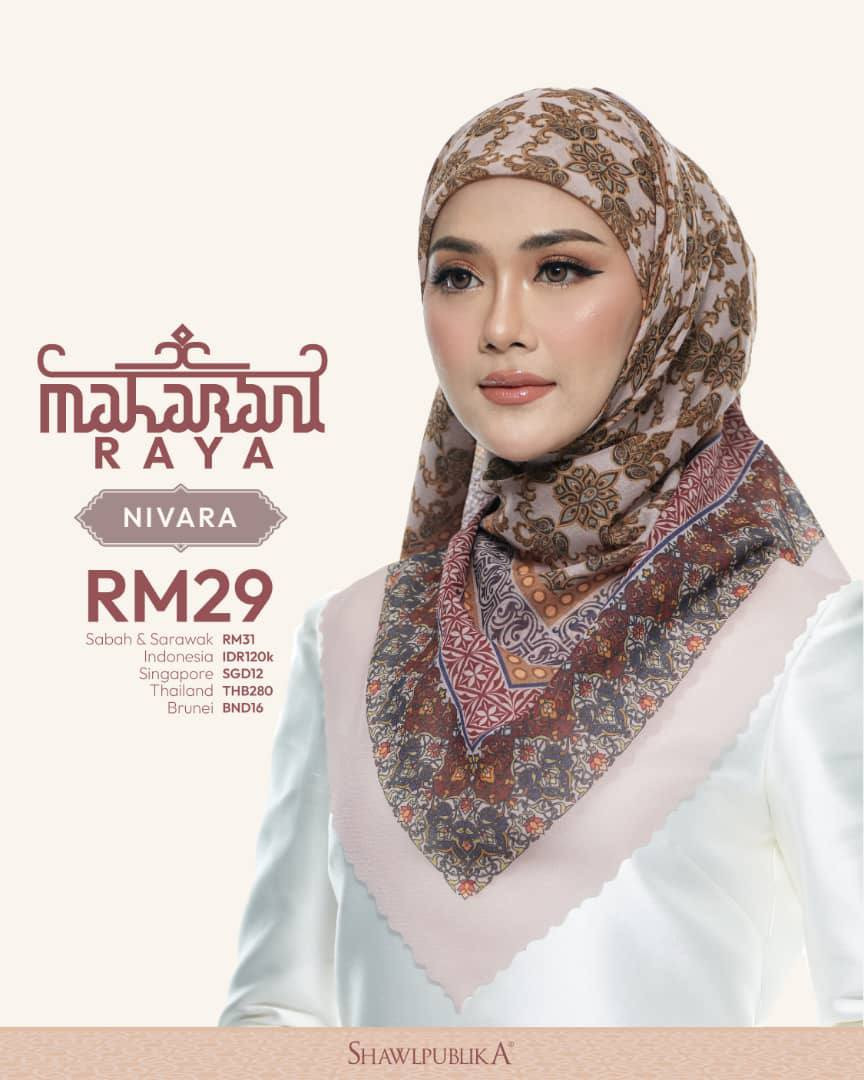 maharani
RAYA
NIVARA
RM29
Sabah & Sarawak RM31
Indonesia IDR120k
Singapore SGD12
Thailand THB280
Brunei BND16
SHAWLPUBLIKA®